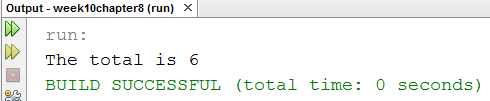 Output - week10chapter8 (run)
run:
The total is 6
BUILD SUCCESSFUL (total time: 0 seconds)